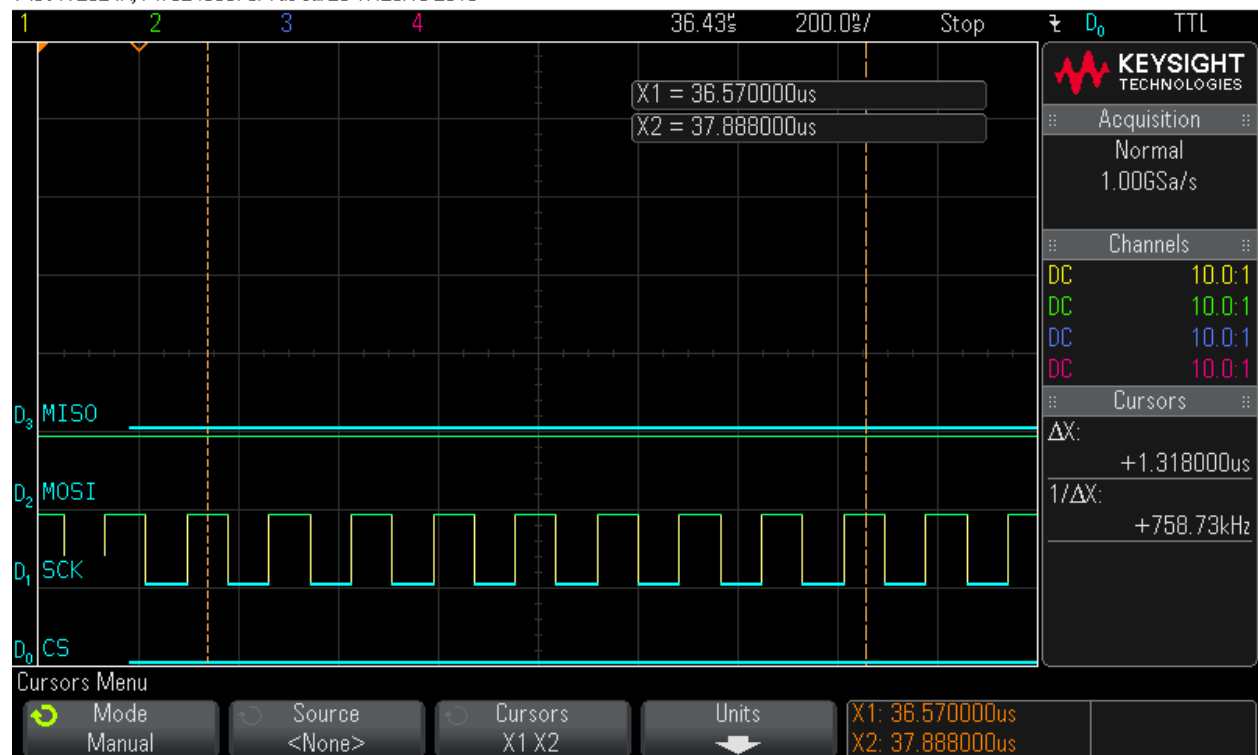 1 2 3 4 36.43㎲ 200.0㎱/ Stop D₀ TTL
KEYSIGHT
TECHNOLOGIES
X1 = 36.570000us
X2 = 37.888000us
Acquisition
Normal
1.00GSa/s
Channels
DC 10.0:1
DC 10.0:1
DC 10.0:1
DC 10.0:1
Cursors
ΔX:
+1.318000us
1/ΔX:
+758.73kHz
D₃ MISO
D₂ MOSI
D₁ SCK
D₀ CS
Cursors Menu
Mode
Manual
Source
<None>
Cursors
X1 X2
Units
X1: 36.570000us
X2: 37.888000us